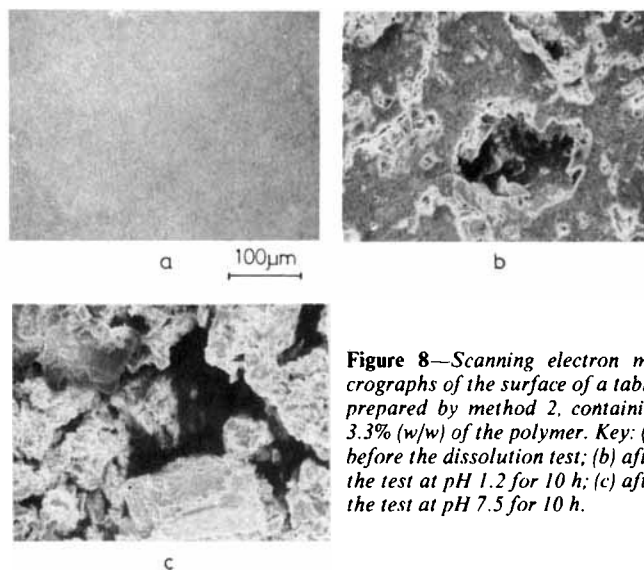 a
100µm
b
Figure 8—Scanning electron m
crographs of the surface of a tabl
prepared by method 2, containi
3.3% (w/w) of the polymer. Key: (
before the dissolution test; (b) aft
the test at pH 1.2 for 10 h; (c) aft
the test at pH 7.5 for 10 h.
c